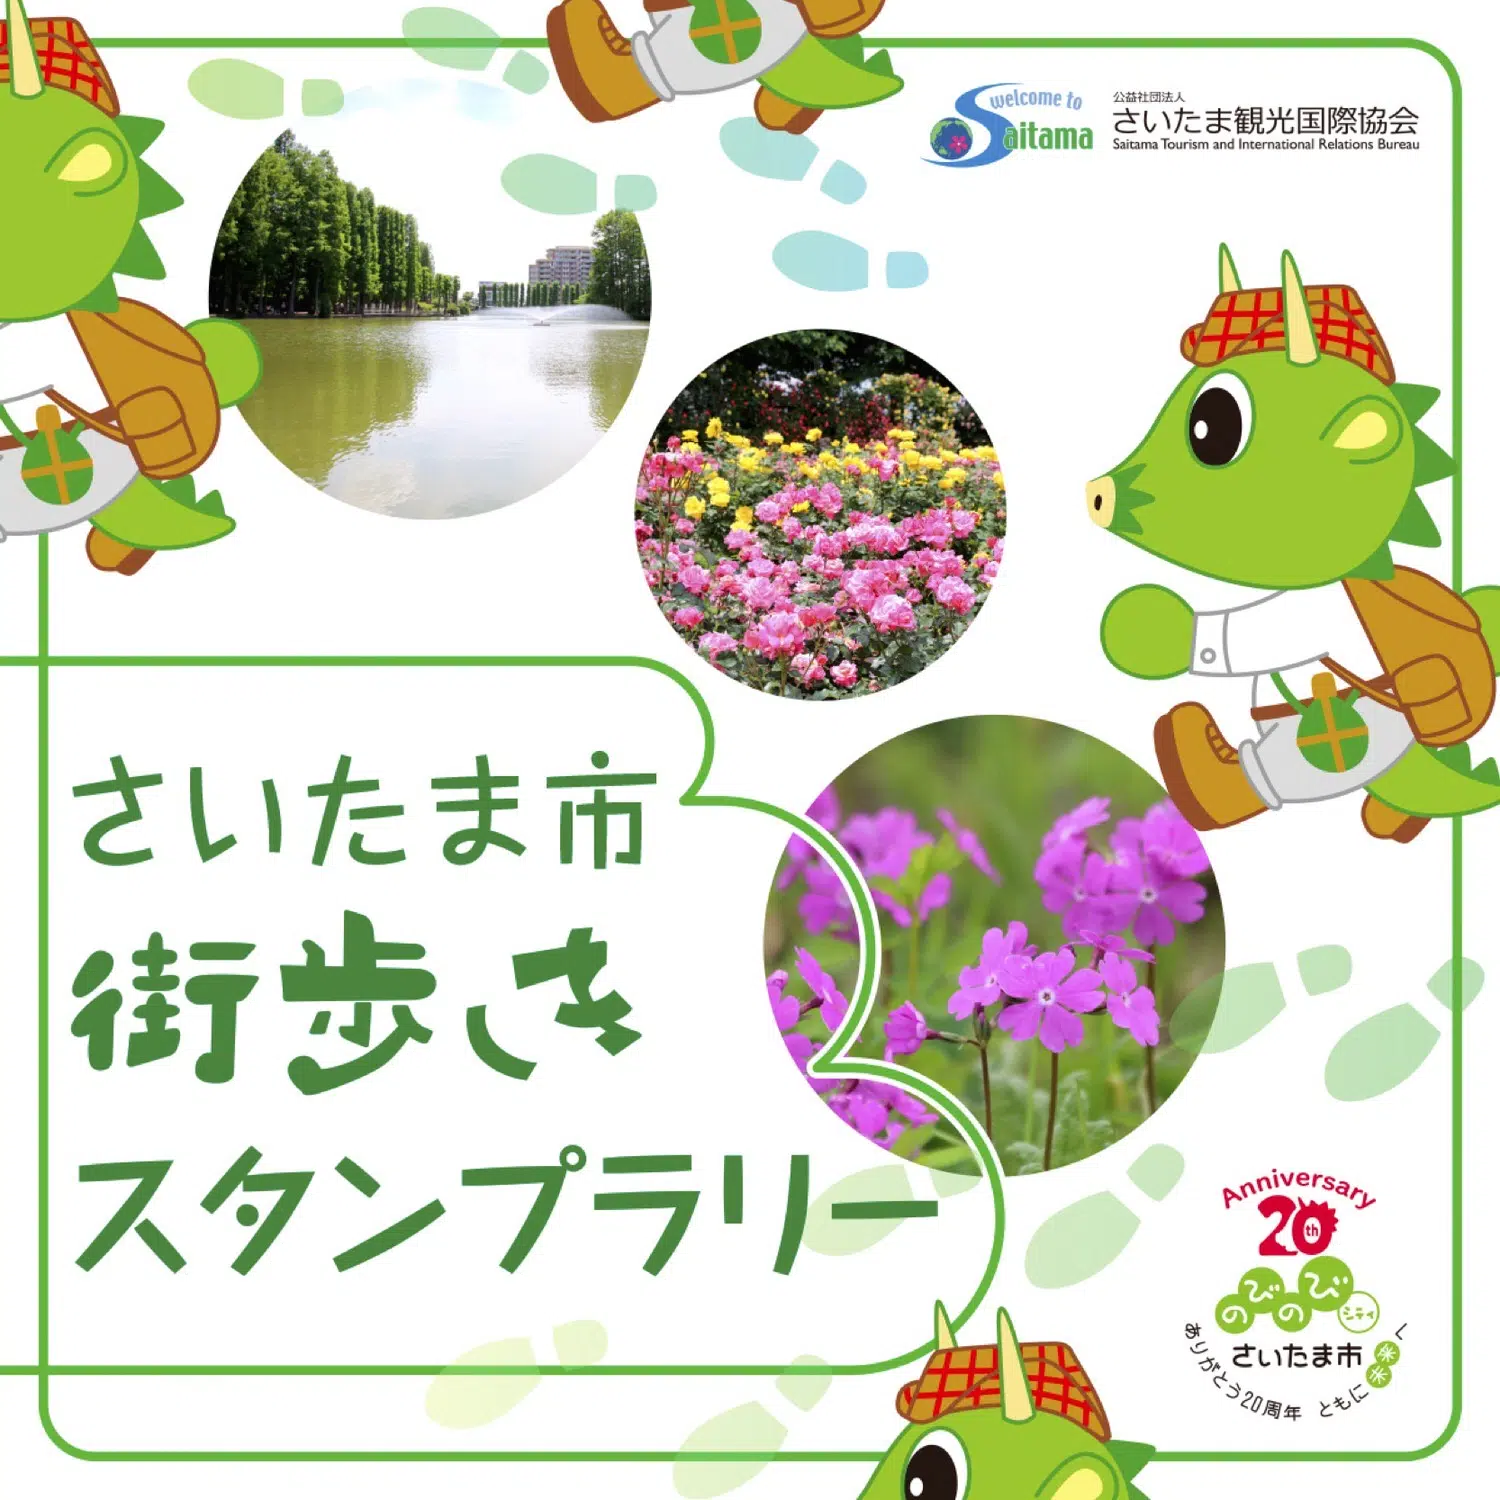 welcome to
Saitama
公益社団法人
さいたま観光国際協会
Saitama Tourism and International Relations Bureau
さいたま市
街歩き
スタンプラリー
Anniversary
20th
のびのび
シティ
さいたま市
ありがとう20周年 ともに未来へ